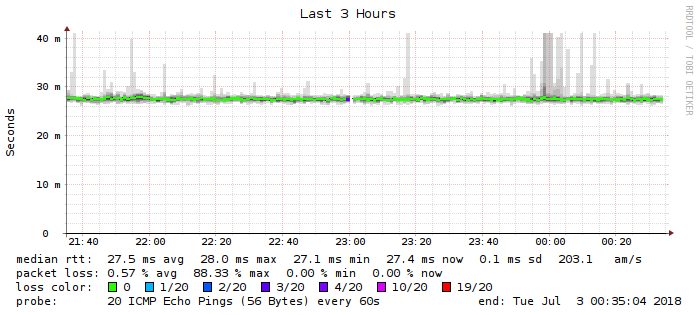 Last 3 Hours
RRDTOOL / TOBI OETIKER
Seconds
40 m
30 m
20 m
10 m
0
21:40 22:00 22:20 22:40 23:00 23:20 23:40 00:00 00:20
median rtt: 27.5 ms avg 28.0 ms max 27.1 ms min 27.4 ms now 0.1 ms sd 203.1 am/s
packet loss: 0.57 % avg 88.33 % max 0.00 % min 0.00 % now
loss color: 0 1/20 2/20 3/20 4/20 10/20 19/20
probe: 20 ICMP Echo Pings (56 Bytes) every 60s end: Tue Jul 3 00:35:04 2018